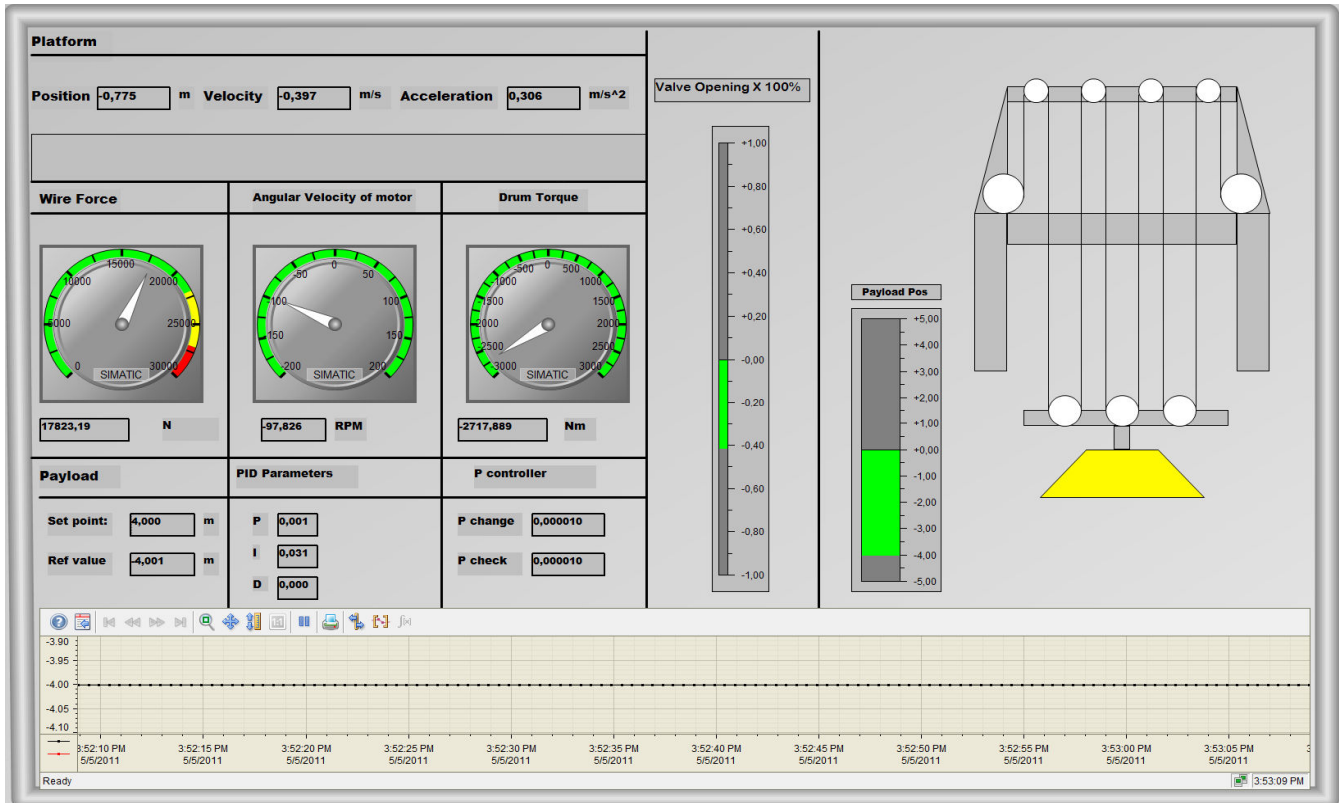 Platform
Position -0,775 m Velocity -0,397 m/s Acceleration 0,306 m/s^2
Valve Opening X 100%
Wire Force Angular Velocity of motor Drum Torque
0 5000 10000 15000 20000 25000 30000
SIMATIC
-200 -150 -100 -50 0 50 100 150 200
SIMATIC
-3000 -2500 -2000 -1500 -1000 -500 0 500 1000 1500 2000 3000
SIMATIC
17823,19 N -97,826 RPM -2717,889 Nm
+1,00
+0,80
+0,60
+0,40
+0,20
-0,00
-0,20
-0,40
-0,60
-0,80
-1,00
Payload Pos
+5,00
+4,00
+3,00
+2,00
+1,00
+0,00
-1,00
-2,00
-3,00
-4,00
-5,00
Payload PID Parameters P controller
Set point: 4,000 m P 0,001 P change 0,000010
I 0,031
Ref value -4,001 m P check 0,000010
D 0,000
-3.90
-3.95
-4.00
-4.05
-4.10
3:52:10 PM 3:52:15 PM 3:52:20 PM 3:52:25 PM 3:52:30 PM 3:52:35 PM 3:52:40 PM 3:52:45 PM 3:52:50 PM 3:52:55 PM 3:53:00 PM 3:53:05 PM 3
5/5/2011 5/5/2011 5/5/2011 5/5/2011 5/5/2011 5/5/2011 5/5/2011 5/5/2011 5/5/2011 5/5/2011 5/5/2011 5/5/2011
Ready 3:53:09 PM